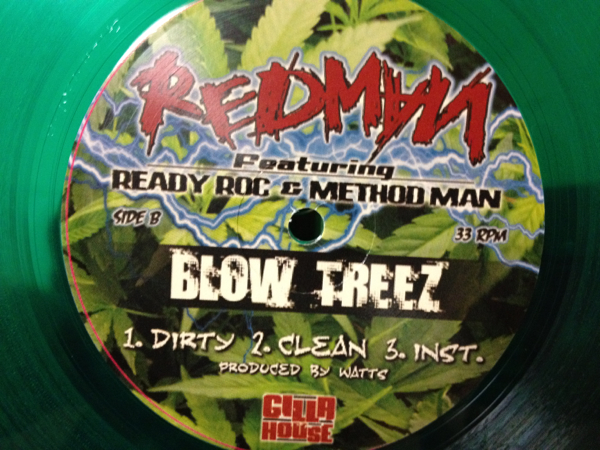 REDMAN
Featuring
READY ROC & METHOD MAN
SIDE B
33 RPM
BLOW TREEZ
1. DIRTY 2. CLEAN 3. INST.
PRODUCED BY WATTS
GILLA
HOUSE